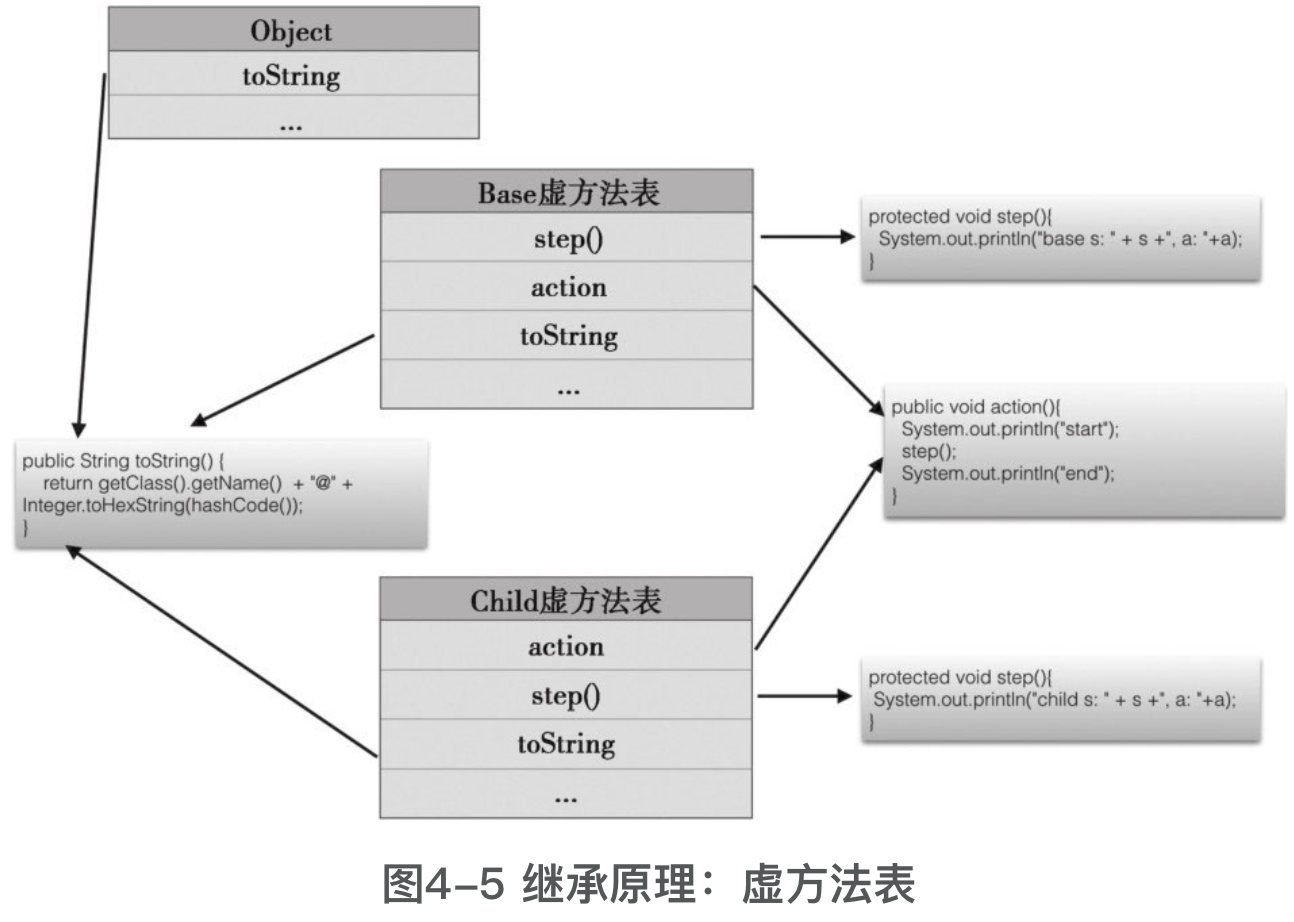 Object
toString
...
Base虚方法表
step()
action
toString
...
protected void step(){
System.out.println("base s: " + s +", a: "+a);
}
public void action(){
System.out.println("start");
step();
System.out.println("end");
}
public String toString() {
return getClass().getName() + "@" +
Integer.toHexString(hashCode());
}
Child虚方法表
action
step()
toString
...
protected void step(){
System.out.println("child s: " + s +", a: "+a);
}
图4-5 继承原理：虚方法表